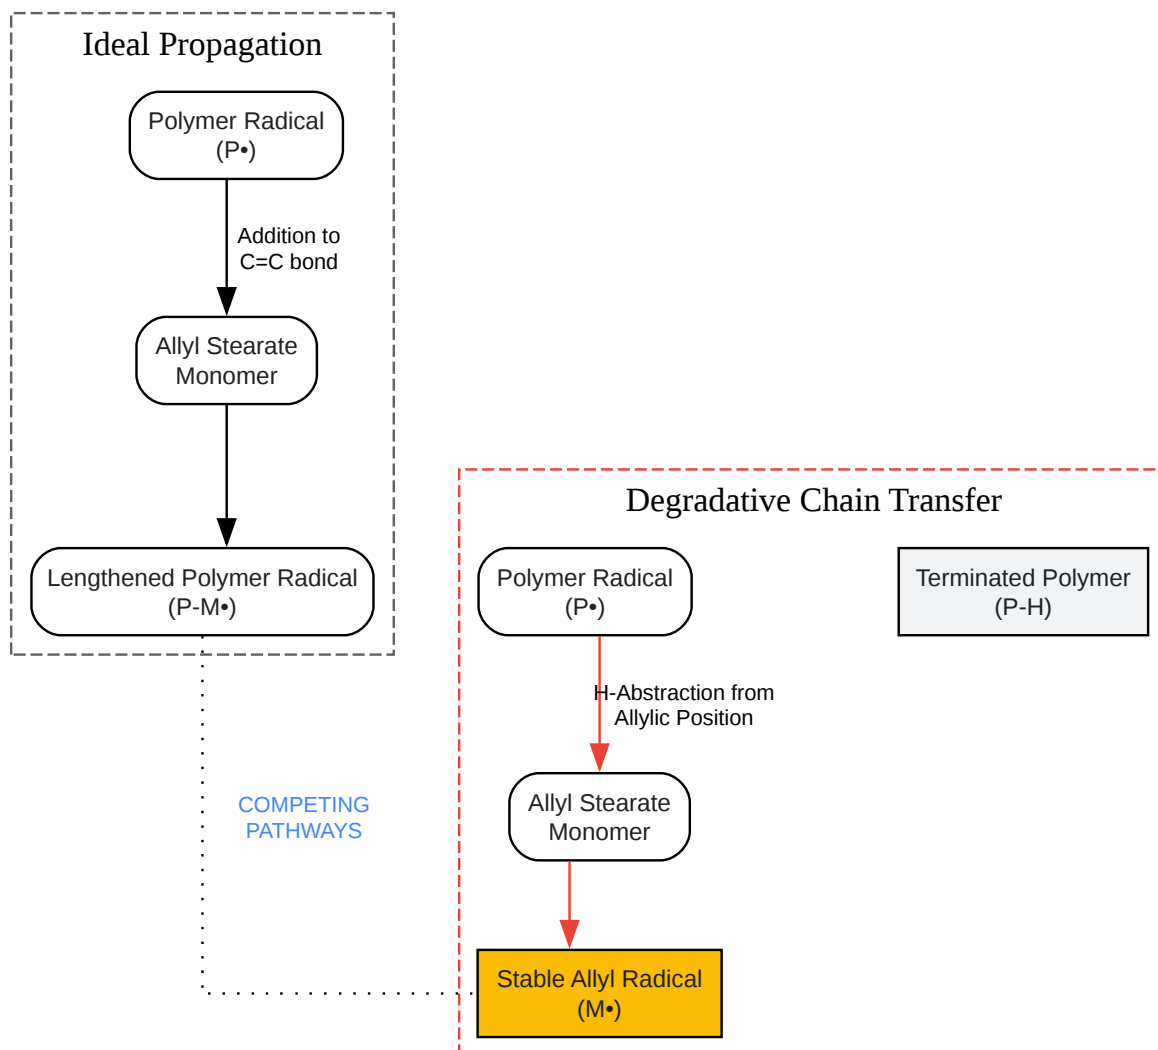 Ideal Propagation
Polymer Radical
(P•)
Addition to
C=C bond
Allyl Stearate
Monomer
Lengthened Polymer Radical
(P-M•)
COMPETING
PATHWAYS
Degradative Chain Transfer
Polymer Radical
(P•)
Terminated Polymer
(P-H)
H-Abstraction from
Allylic Position
Allyl Stearate
Monomer
Stable Allyl Radical
(M•)